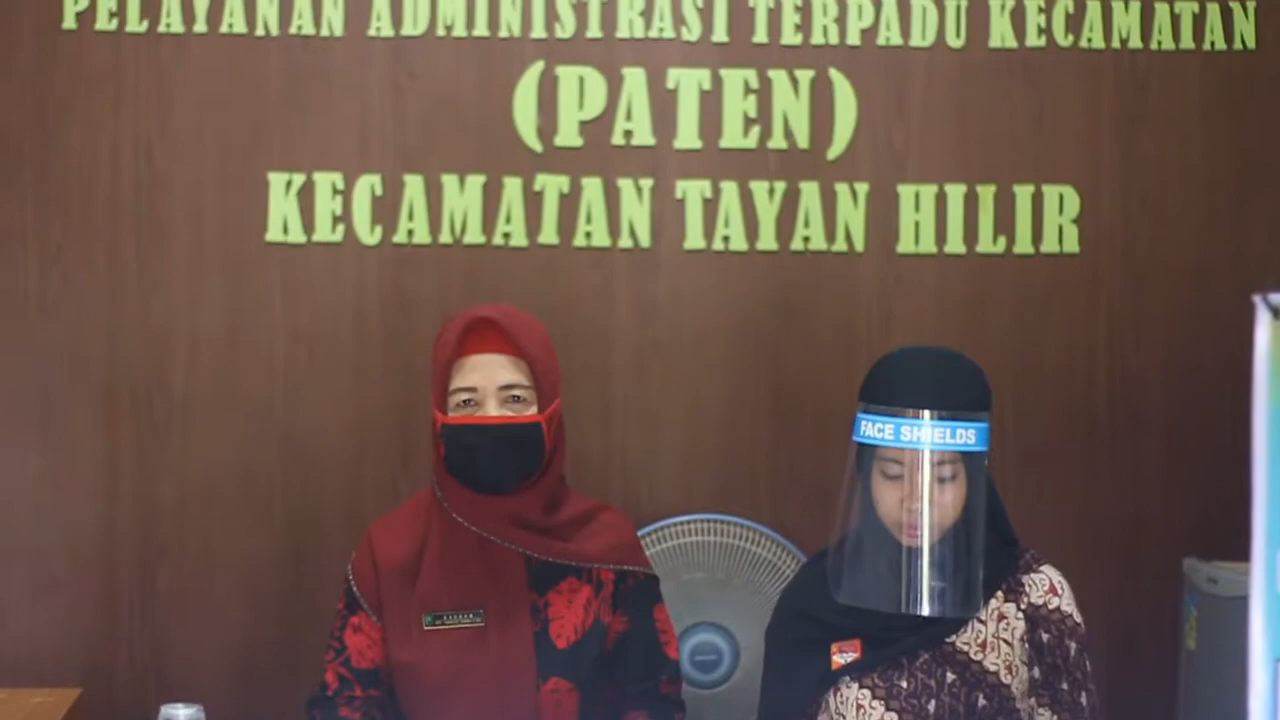 PELAYANAN ADMINISTRASI TERPADU KECAMATAN
(PATEN)
KECAMATAN TAYAN HILIR
FACE SHIELDS